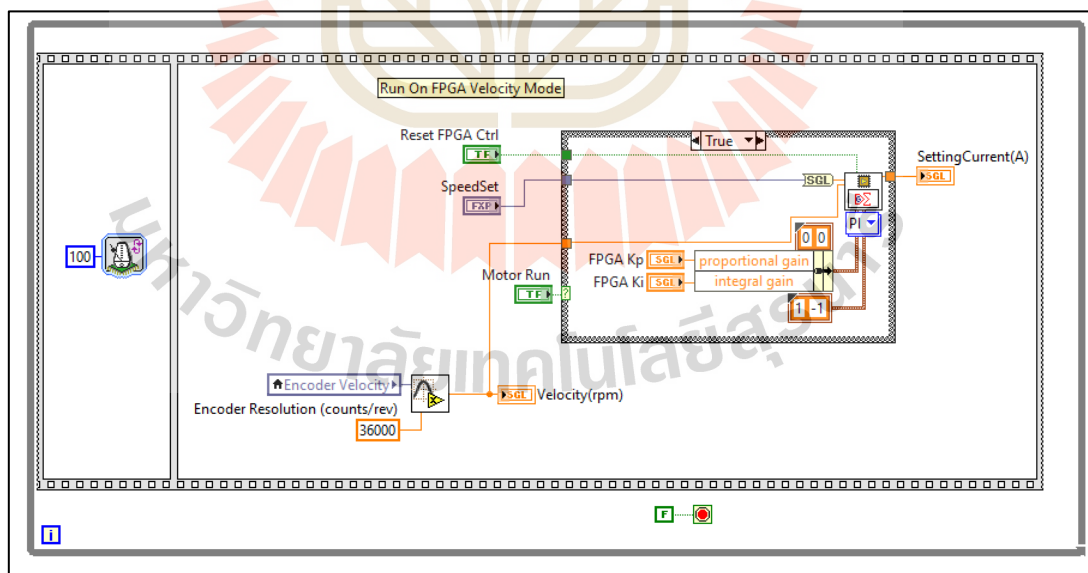 Run On FPGA Velocity Mode
Reset FPGA Ctrl
TF
True
SettingCurrent(A)
SGL
SpeedSet
FXP
SGL
PI
100
0 0
FPGA Kp SGL proportional gain
Motor Run
FPGA Ki SGL integral gain
TF
?
1 -1
มหาวิทยาลัยเทคโนโลยีสุรนารี
Encoder Velocity
SGL Velocity(rpm)
Encoder Resolution (counts/rev)
36000
F
i